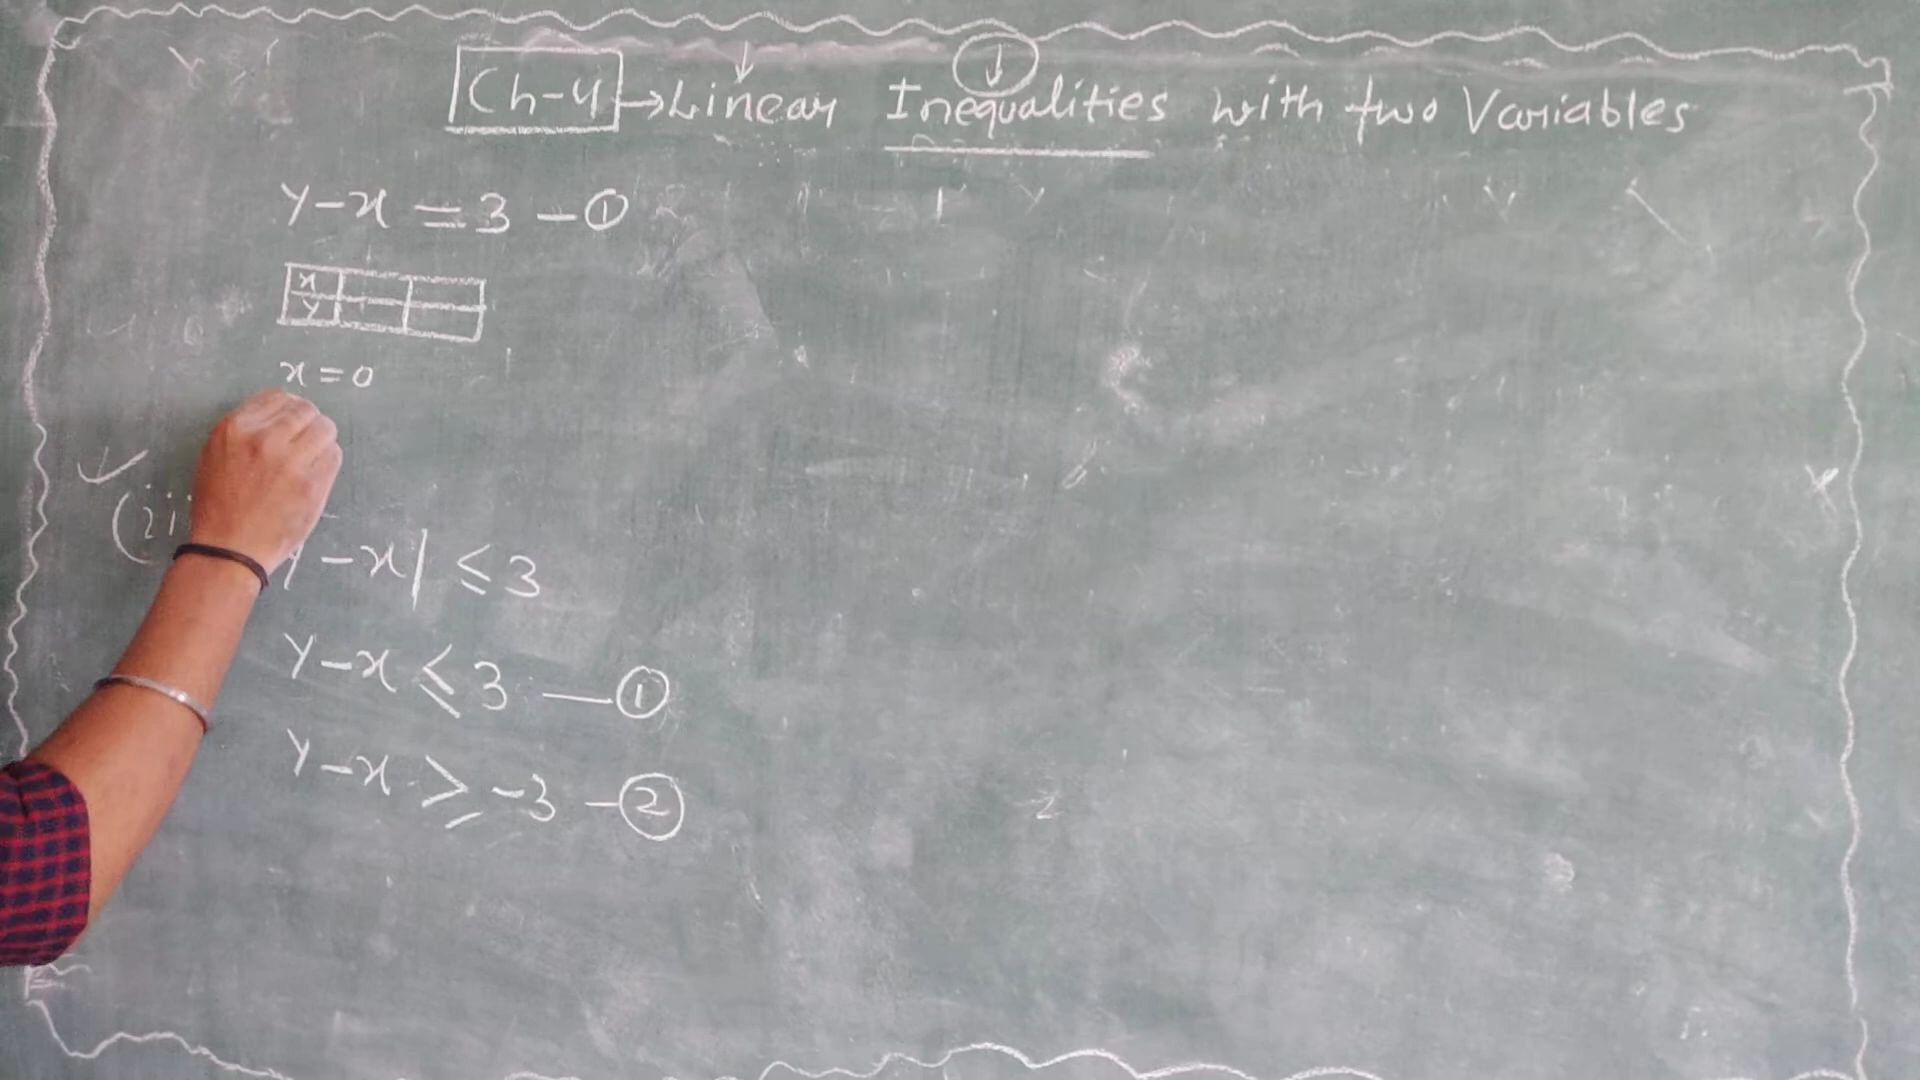 Ch-4 → Linear Inequalities with two Variables
y-x = 3 - ①
x
y
x = 0
-x| ≤ 3
y-x ≤ 3 — ①
y-x ≥ -3 - ②